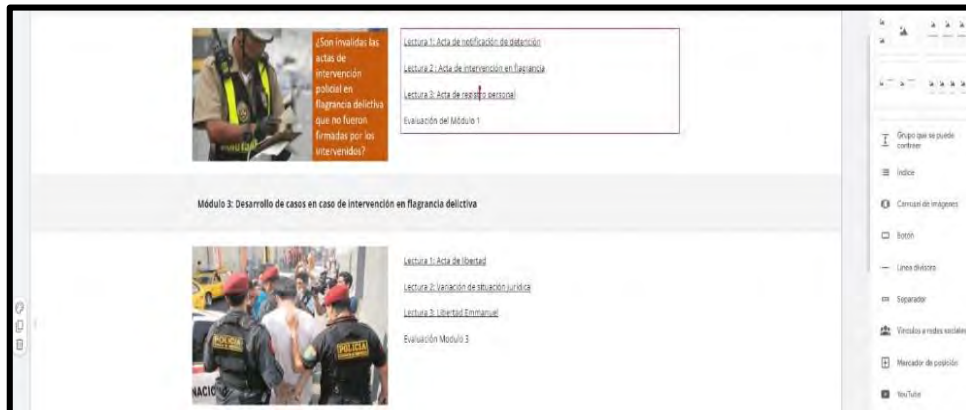 ¿Son invalidas las
actas de
intervención
policial en
flagrancia delictiva
que no fueron
firmadas por los
intervenidos?
Lectura 1: Acta de notificación de detención
Lectura 2 : Acta de intervención en flagrancia
Lectura 3: Acta de registro personal
Evaluación del Módulo 1
Módulo 3: Desarrollo de casos en caso de intervención en flagrancia delictiva
POLICIA
POLICIA
NACIO
Lectura 1: Acta de libertad
Lectura 2: Variación de situación jurídica
Lectura 3: Libertad Emmanuel
Evaluación Modulo 3
Grupo que se puede
contraer
Índice
Carrusel de imágenes
Botón
Línea divisora
Separador
Vínculos a redes sociales
Marcador de posición
YouTube